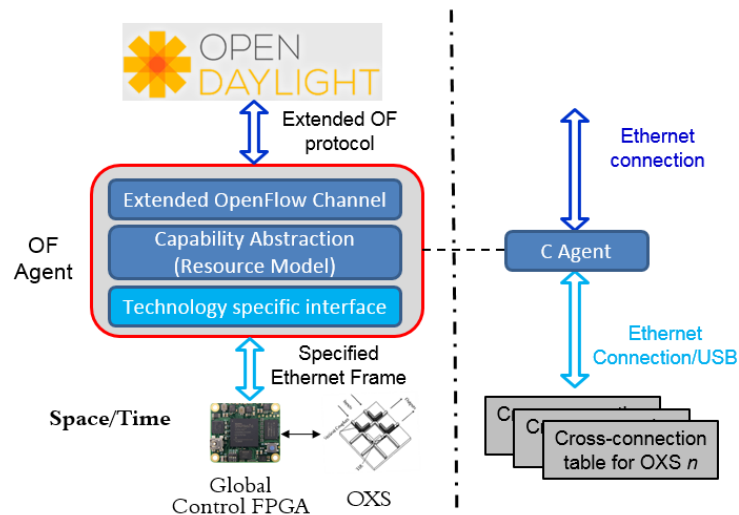 OPEN
DAYLIGHT
Extended OF
protocol
Extended OpenFlow Channel
Capability Abstraction
(Resource Model)
Technology specific interface
OF
Agent
Specified
Ethernet Frame
Space/Time
Global
Control FPGA
OXS
Ethernet
connection
C Agent
Ethernet
Connection/USB
Cross-connection
table for OXS n